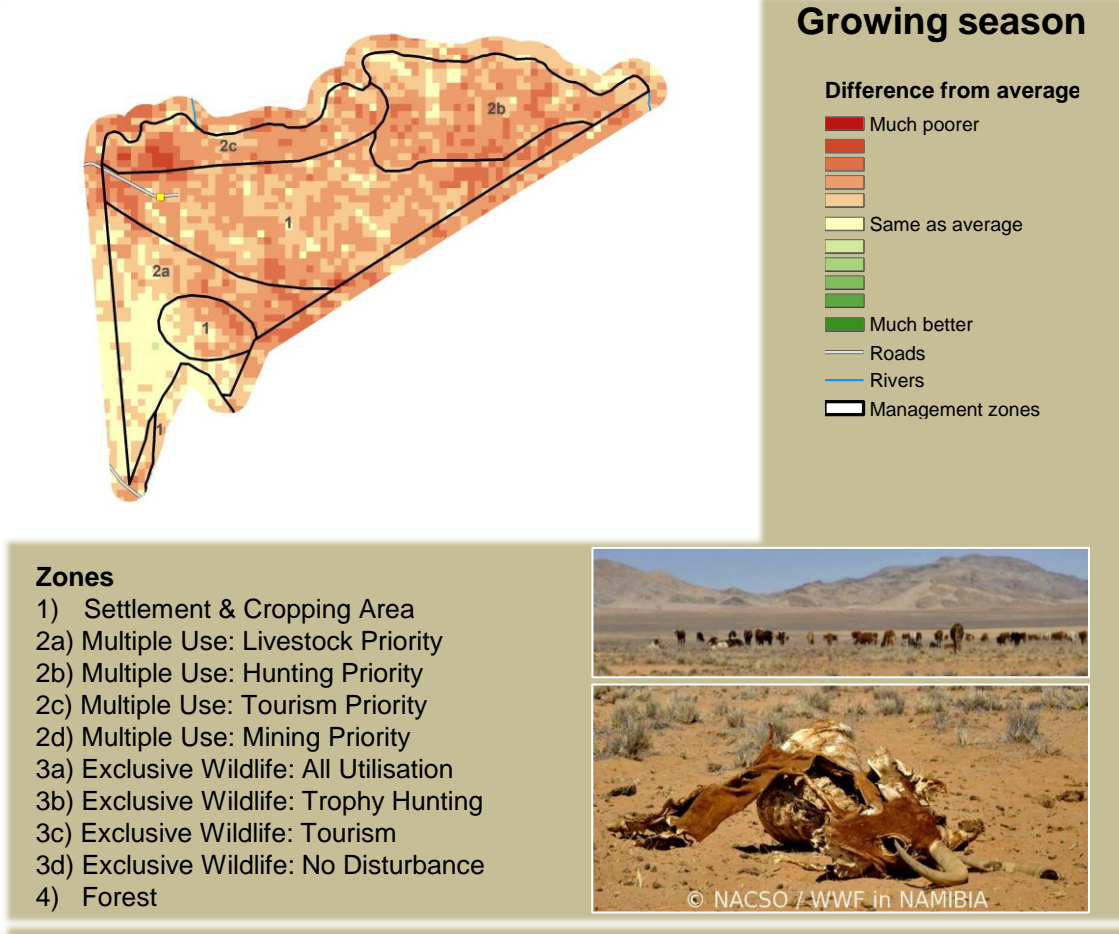 Growing season
Difference from average
Much poorer
Same as average
Much better
Roads
Rivers
Management zones
2b
2c
1
2a
1
1
Zones
1) Settlement & Cropping Area
2a) Multiple Use: Livestock Priority
2b) Multiple Use: Hunting Priority
2c) Multiple Use: Tourism Priority
2d) Multiple Use: Mining Priority
3a) Exclusive Wildlife: All Utilisation
3b) Exclusive Wildlife: Trophy Hunting
3c) Exclusive Wildlife: Tourism
3d) Exclusive Wildlife: No Disturbance
4) Forest
© NACSO / WWF in NAMIBIA